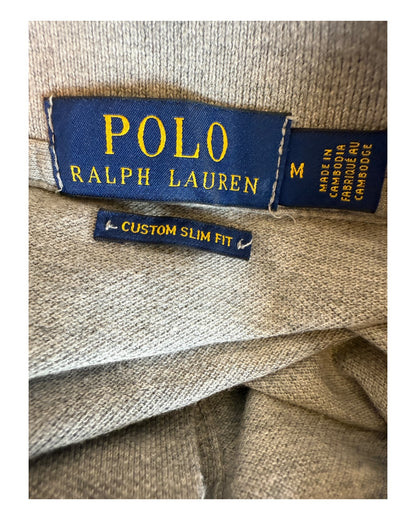 POLO
RALPH LAUREN
M
MADE IN
CAMBODIA
FABRIQUÉ AU
CAMBODGE
CUSTOM SLIM FIT